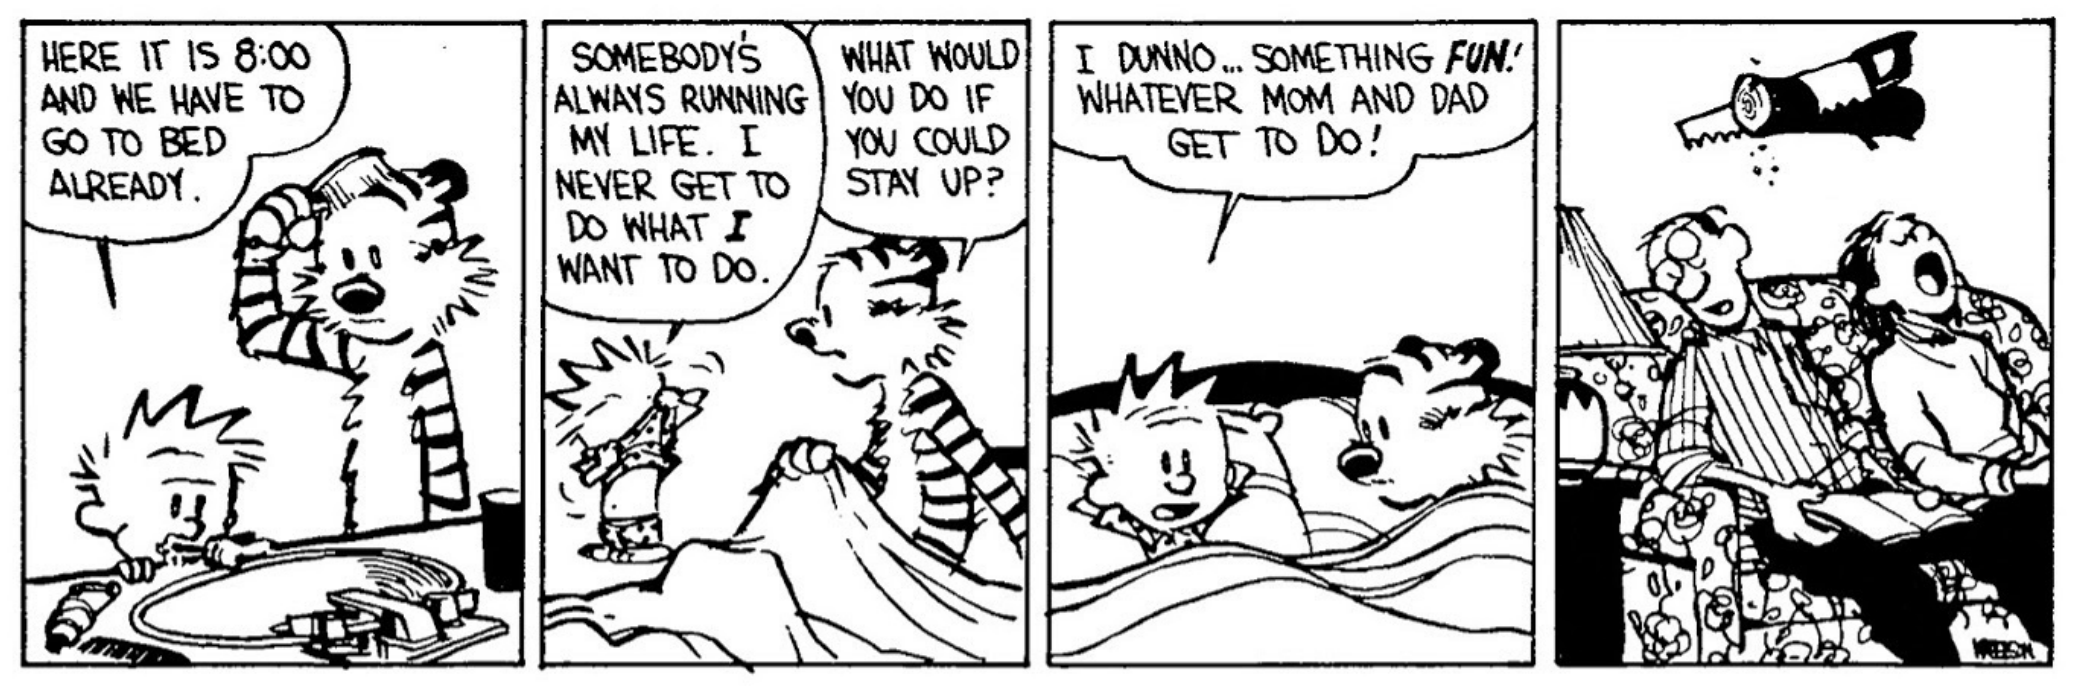 HERE IT IS 8:00
AND WE HAVE TO
GO TO BED
ALREADY.
SOMEBODY'S
ALWAYS RUNNING
MY LIFE. I
NEVER GET TO
DO WHAT I
WANT TO DO.
WHAT WOULD
YOU DO IF
YOU COULD
STAY UP?
I DUNNO... SOMETHING FUN!
WHATEVER MOM AND DAD
GET TO DO!
WATTERSON